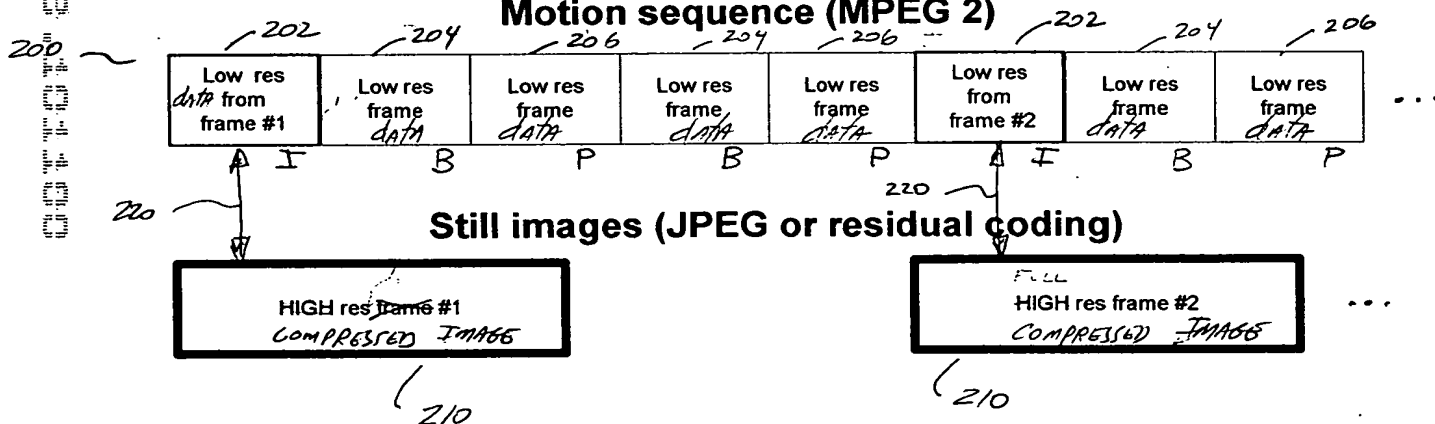 Motion sequence (MPEG 2)
200 202 204 206 204 206 202 204 206
Low res data from frame #1
Low res frame data
Low res frame data
Low res frame data
Low res frame data
Low res from frame #2
Low res frame data
Low res frame data
...
I B P B P I B P
220 220
Still images (JPEG or residual coding)
HIGH res frame #1
COMPRESSED IMAGE
FULL
HIGH res frame #2
COMPRESSED IMAGE
...
210 210